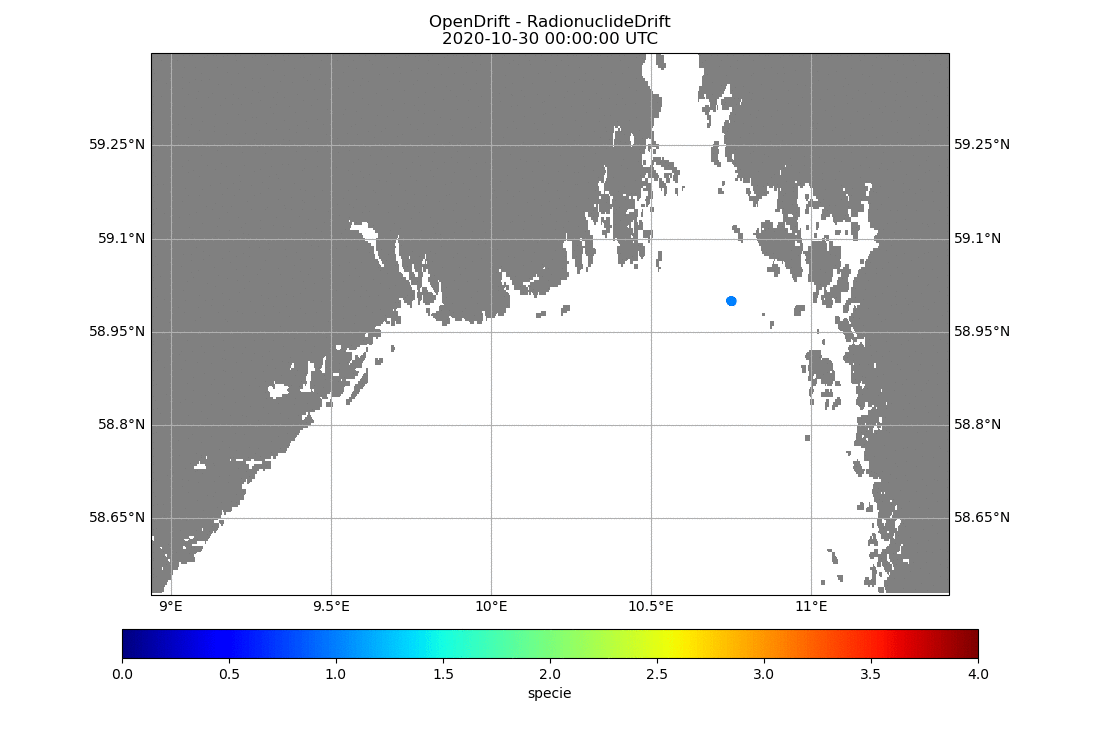 OpenDrift - RadionuclideDrift
2020-10-30 00:00:00 UTC
59.25°N 59.25°N
59.1°N 59.1°N
58.95°N 58.95°N
58.8°N 58.8°N
58.65°N 58.65°N
9°E 9.5°E 10°E 10.5°E 11°E
0.0 0.5 1.0 1.5 2.0 2.5 3.0 3.5 4.0
specie